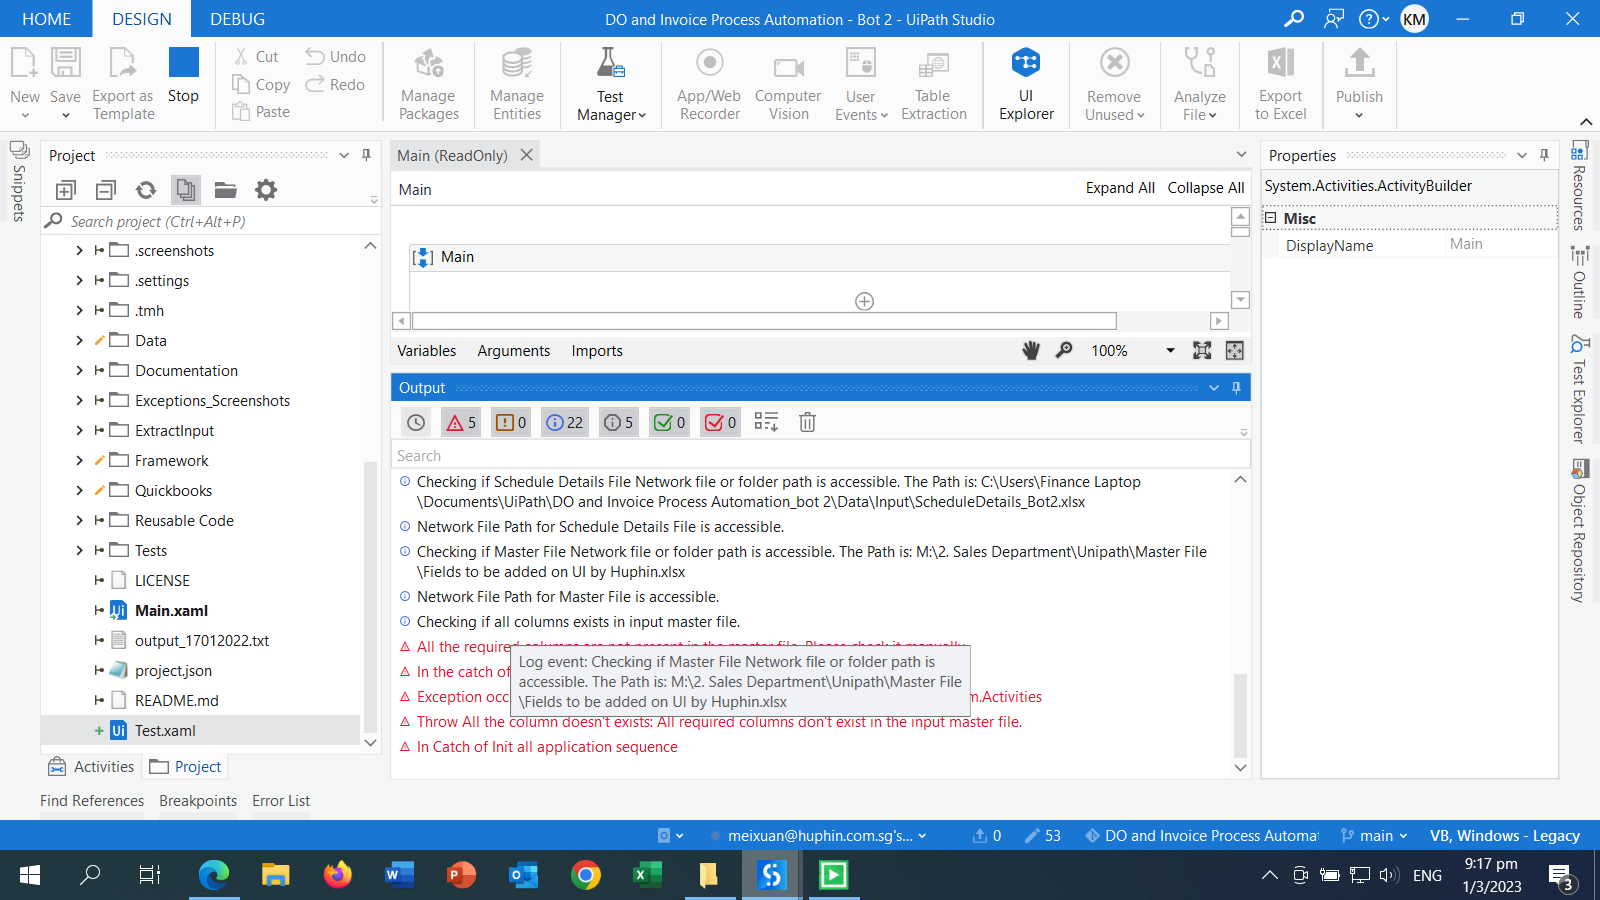 HOME DESIGN DEBUG DO and Invoice Process Automation - Bot 2 - UiPath Studio KM
New Save Export as Template Stop Cut Copy Paste Undo Redo Manage Packages Manage Entities Test Manager App/Web Recorder Computer Vision User Events Table Extraction UI Explorer Remove Unused Analyze File Export to Excel Publish
Snippets
Project
Search project (Ctrl+Alt+P)
.screenshots
.settings
.tmh
Data
Documentation
Exceptions_Screenshots
ExtractInput
Framework
Quickbooks
Reusable Code
Tests
LICENSE
Main.xaml
output_17012022.txt
project.json
README.md
Test.xaml
Activities Project
Main (ReadOnly)
Main Expand All Collapse All
Main
Variables Arguments Imports 100%
Output
5 0 22 5 0 0
Search
Checking if Schedule Details File Network file or folder path is accessible. The Path is: C:\Users\Finance Laptop
\Documents\UiPath\DO and Invoice Process Automation_bot 2\Data\Input\ScheduleDetails_Bot2.xlsx
Network File Path for Schedule Details File is accessible.
Checking if Master File Network file or folder path is accessible. The Path is: M:\2. Sales Department\Unipath\Master File
\Fields to be added on UI by Huphin.xlsx
Network File Path for Master File is accessible.
Checking if all columns exists in input master file.
All the required columns are not present in the master file. Please check it manually.
In the catch of
Exception occ
m.Activities
Log event: Checking if Master File Network file or folder path is
accessible. The Path is: M:\2. Sales Department\Unipath\Master File
\Fields to be added on UI by Huphin.xlsx
Throw All the column doesn't exists: All required columns don't exist in the input master file.
In Catch of Init all application sequence
Properties
System.Activities.ActivityBuilder
Misc
DisplayName Main
Resources
Outline
Test Explorer
Object Repository
Find References Breakpoints Error List
meixuan@huphin.com.sg's... 0 53 DO and Invoice Process Automat main VB, Windows - Legacy
ENG 9:17 pm
1/3/2023
3